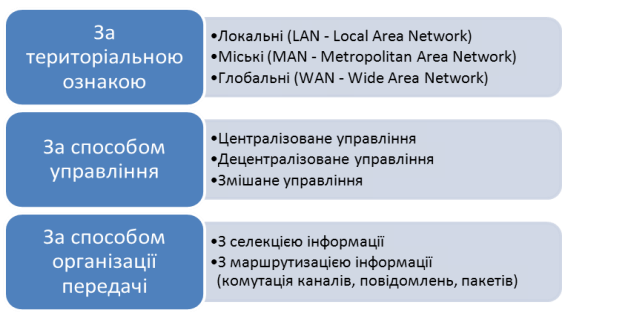 За
територіальною
ознакою
•Локальні (LAN - Local Area Network)
•Міські (MAN - Metropolitan Area Network)
•Глобальні (WAN - Wide Area Network)
За способом
управління
•Централізоване управління
•Децентралізоване управління
•Змішане управління
За способом
організації
передачі
•З селекцією інформації
•З маршрутизацією інформації
(комутація каналів, повідомлень, пакетів)